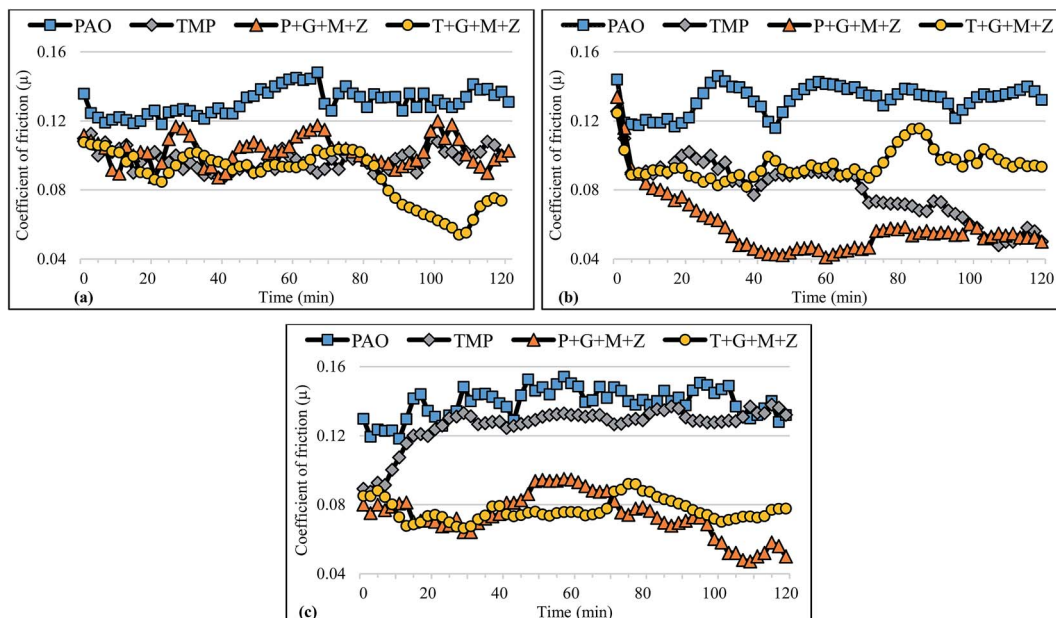 PAO TMP P+G+M+Z T+G+M+Z
0.16
0.12
0.08
0.04
Coefficient of friction (μ)
0 20 40 60 80 100 120
(a) Time (min)
PAO TMP P+G+M+Z T+G+M+Z
0.16
0.12
0.08
0.04
Coefficient of friction (μ)
0 20 40 60 80 100 120
(b) Time (min)
PAO TMP P+G+M+Z T+G+M+Z
0.16
0.12
0.08
0.04
Coefficient of friction (μ)
0 20 40 60 80 100 120
(c) Time (min)